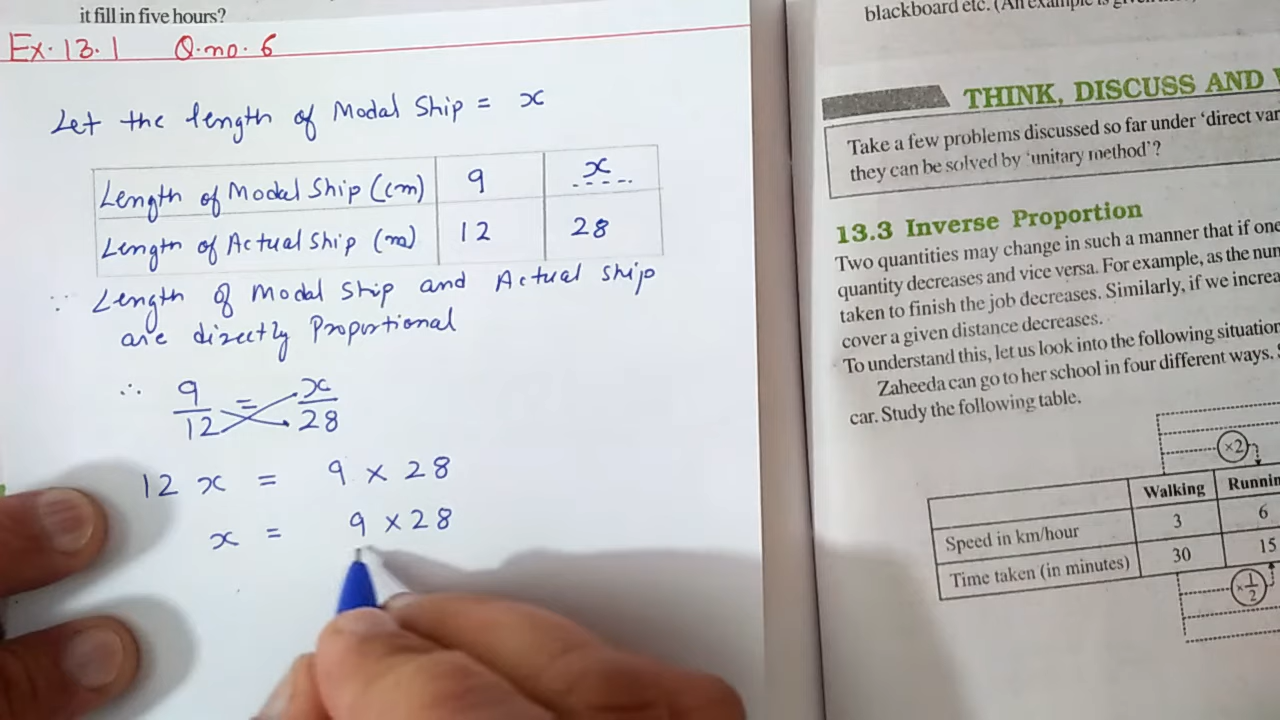 it fill in five hours?
Ex. 13.1 Q.no. 6
Let the length of Modal Ship = x
Length of Modal Ship (cm) 9 x
Length of Actual Ship (m) 12 28
∵ Length of Modal Ship and Actual Ship
are directly Proportional
∴ 9/12 = x/28
12 x = 9 × 28
x = 9 × 28
blackboard etc. (An example is
THINK, DISCUSS AND
Take a few problems discussed so far under ‘direct
they can be solved by ‘unitary method’?
13.3 Inverse Proportion
Two quantities may change in such a manner that if one
quantity decreases and vice versa. For example, as the
taken to finish the job decreases. Similarly, if we
cover a given distance decreases.
To understand this, let us look into the following
Zaheeda can go to her school in four different ways.
car. Study the following table.
×2
Walking
Speed in km/hour 3 6
Time taken (in minutes) 30 15
×1/2